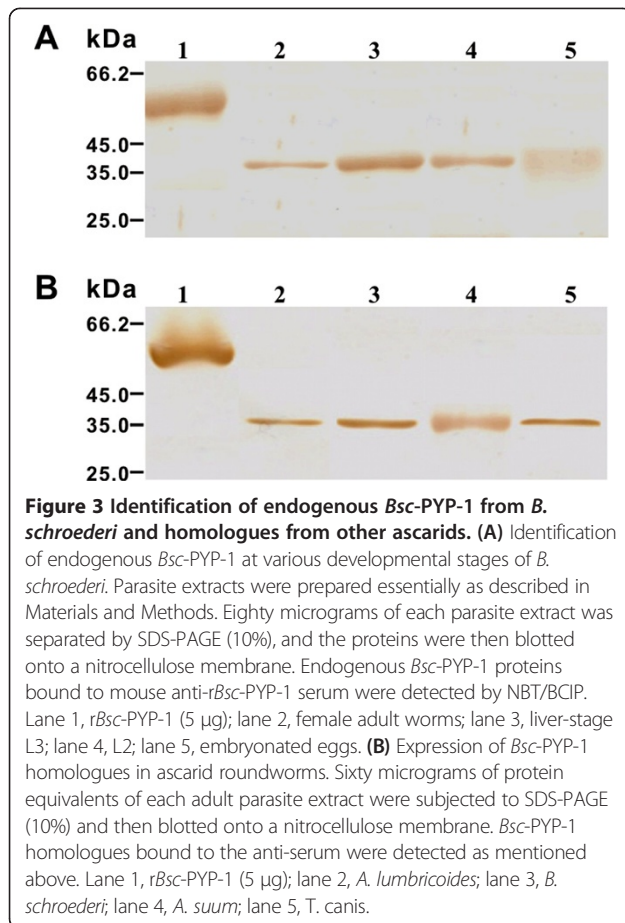 A kDa 1 2 3 4 5
66.2
45.0
35.0
25.0
B kDa 1 2 3 4 5
66.2
45.0
35.0
25.0
Figure 3 Identification of endogenous Bsc-PYP-1 from B.
schroederi and homologues from other ascarids. (A) Identification
of endogenous Bsc-PYP-1 at various developmental stages of B.
schroederi. Parasite extracts were prepared essentially as described in
Materials and Methods. Eighty micrograms of each parasite extract was
separated by SDS-PAGE (10%), and the proteins were then blotted
onto a nitrocellulose membrane. Endogenous Bsc-PYP-1 proteins
bound to mouse anti-rBsc-PYP-1 serum were detected by NBT/BCIP.
Lane 1, rBsc-PYP-1 (5 μg); lane 2, female adult worms; lane 3, liver-stage
L3; lane 4, L2; lane 5, embryonated eggs. (B) Expression of Bsc-PYP-1
homologues in ascarid roundworms. Sixty micrograms of protein
equivalents of each adult parasite extract were subjected to SDS-PAGE
(10%) and then blotted onto a nitrocellulose membrane. Bsc-PYP-1
homologues bound to the anti-serum were detected as mentioned
above. Lane 1, rBsc-PYP-1 (5 μg); lane 2, A. lumbricoides; lane 3, B.
schroederi; lane 4, A. suum; lane 5, T. canis.